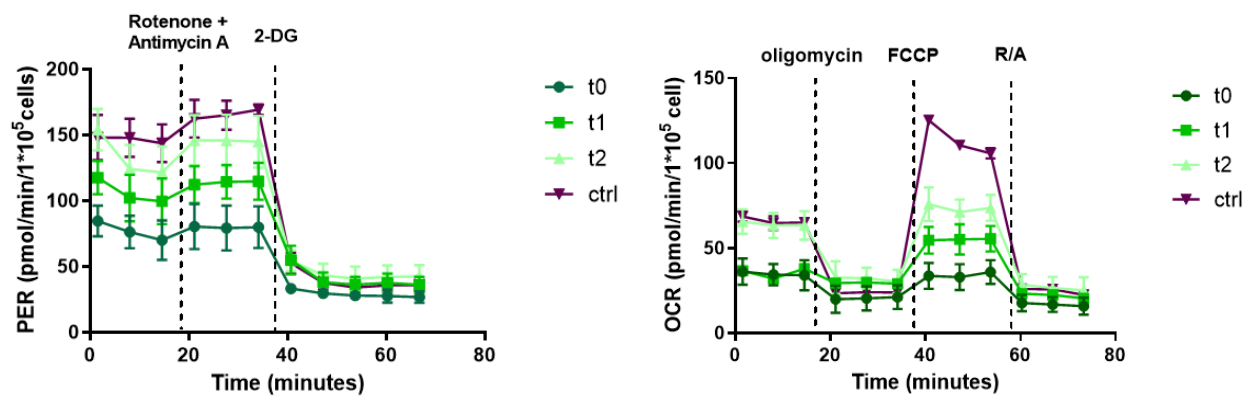 Rotenone +
Antimycin A
2-DG
PER (pmol/min/1*10⁵cells)
200
150
100
50
0
0 20 40 60 80
Time (minutes)
t0
t1
t2
ctrl
oligomycin FCCP R/A
OCR (pmol/min/1*10⁵ cell)
150
100
50
0
0 20 40 60 80
Time (minutes)
t0
t1
t2
ctrl